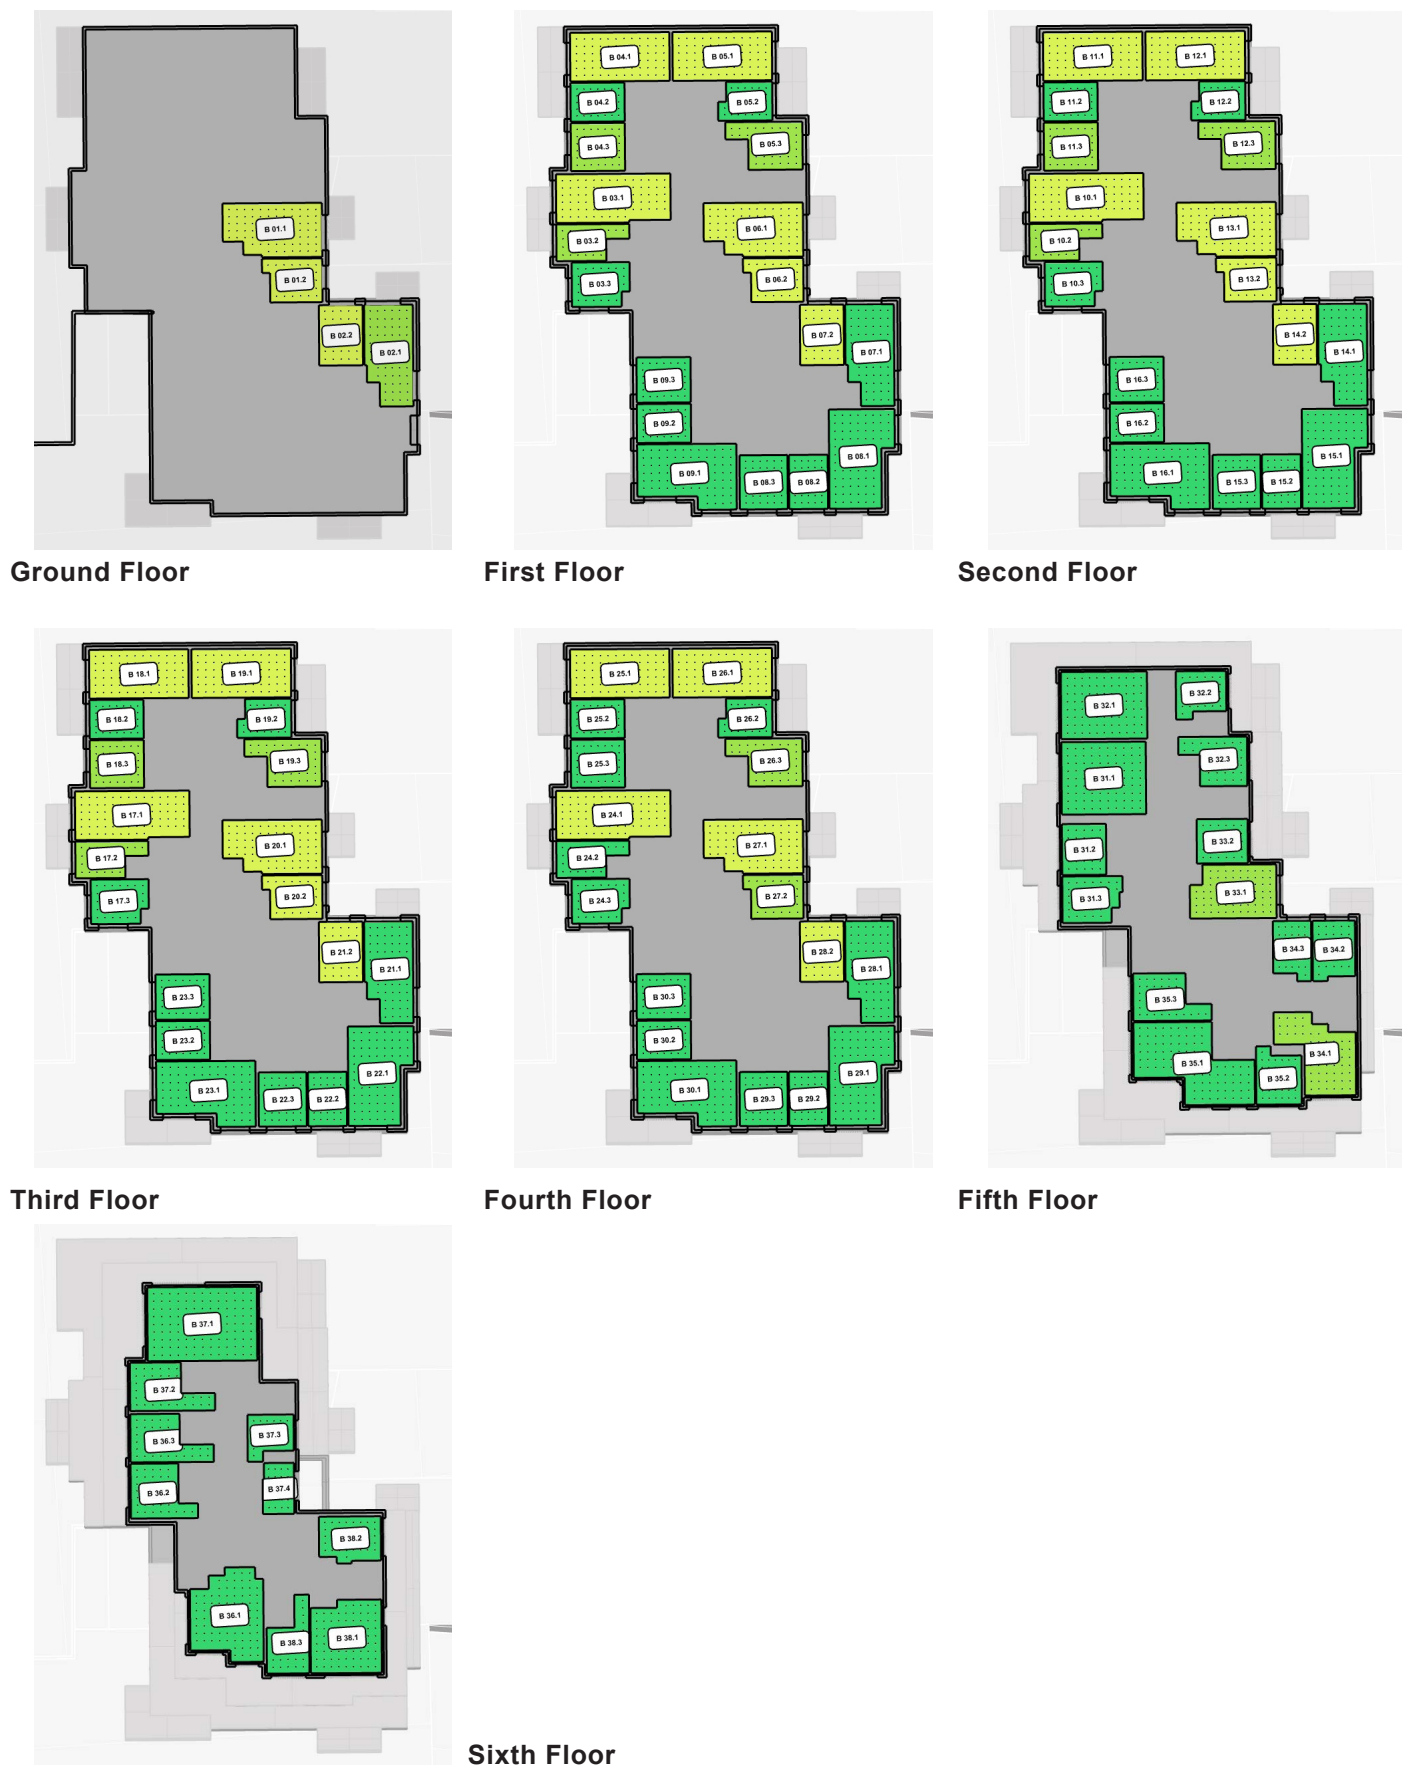 B 01.1
B 01.2
B 02.2
B 02.1
Ground Floor
B 04.1
B 05.1
B 04.2
B 05.2
B 04.3
B 05.3
B 03.1
B 06.1
B 03.2
B 06.2
B 03.3
B 07.2
B 07.1
B 09.3
B 09.2
B 08.1
B 09.1
B 08.3
B 08.2
First Floor
B 11.1
B 12.1
B 11.2
B 12.2
B 11.3
B 12.3
B 10.1
B 13.1
B 10.2
B 13.2
B 10.3
B 14.2
B 14.1
B 16.3
B 16.2
B 15.1
B 16.1
B 15.3
B 15.2
Second Floor
B 18.1
B 19.1
B 18.2
B 19.2
B 18.3
B 19.3
B 17.1
B 20.1
B 17.2
B 20.2
B 17.3
B 21.2
B 21.1
B 23.3
B 23.2
B 22.1
B 23.1
B 22.3
B 22.2
Third Floor
B 25.1
B 26.1
B 25.2
B 26.2
B 25.3
B 26.3
B 24.1
B 27.1
B 24.2
B 27.2
B 24.3
B 28.2
B 28.1
B 30.3
B 30.2
B 29.1
B 30.1
B 29.3
B 29.2
Fourth Floor
B 32.1
B 32.2
B 32.3
B 31.1
B 31.2
B 33.2
B 33.1
B 31.3
B 34.3
B 34.2
B 35.3
B 34.1
B 35.1
B 35.2
Fifth Floor
B 37.1
B 37.2
B 37.3
B 36.3
B 37.4
B 36.2
B 38.2
B 36.1
B 38.3
B 38.1
Sixth Floor